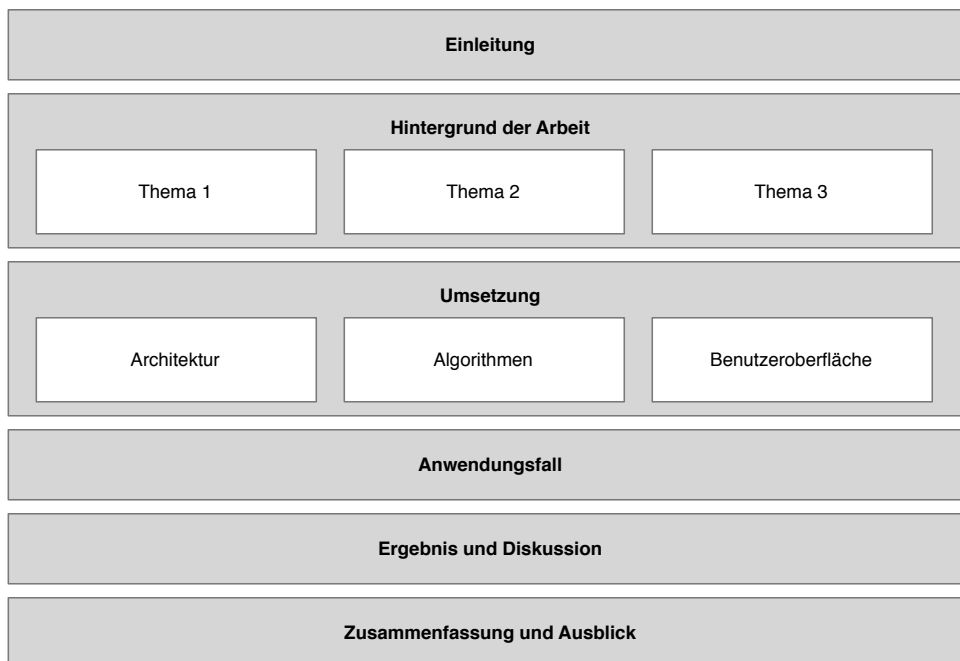 Einleitung
Hintergrund der Arbeit
Thema 1
Thema 2
Thema 3
Umsetzung
Architektur
Algorithmen
Benutzeroberfläche
Anwendungsfall
Ergebnis und Diskussion
Zusammenfassung und Ausblick